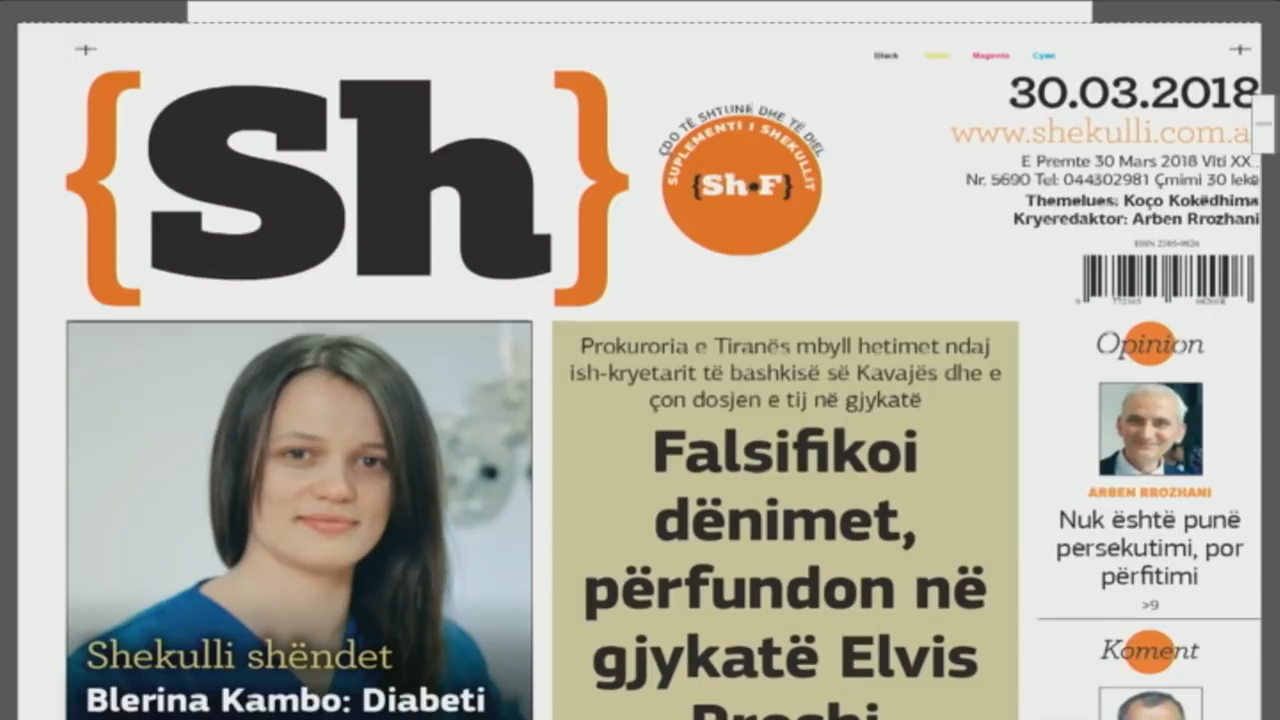 Black Magenta Cyan
{Sh}
ÇDO TË SHTUNË DHE TË DIEL
SUPLEMENTI I SHEKULLIT
{Sh•F}
30.03.2018
www.shekulli.com.a
E Premte 30 Mars 2018 Viti XX..
Nr. 5690 Tel: 044302981 Çmimi 30 lekë
Themelues: Koço Kokëdhima
Kryeredaktor: Arben Rrozhani
Shekulli shëndet
Blerina Kambo: Diabeti
Prokuroria e Tiranës mbyll hetimet ndaj
ish-kryetarit të bashkisë së Kavajës dhe e
çon dosjen e tij në gjykatë
Falsifikoi
dënimet,
përfundon në
gjykatë Elvis
Opinion
ARBEN RROZHANI
Nuk është punë
persekutimi, por
përfitimi
>9
Koment